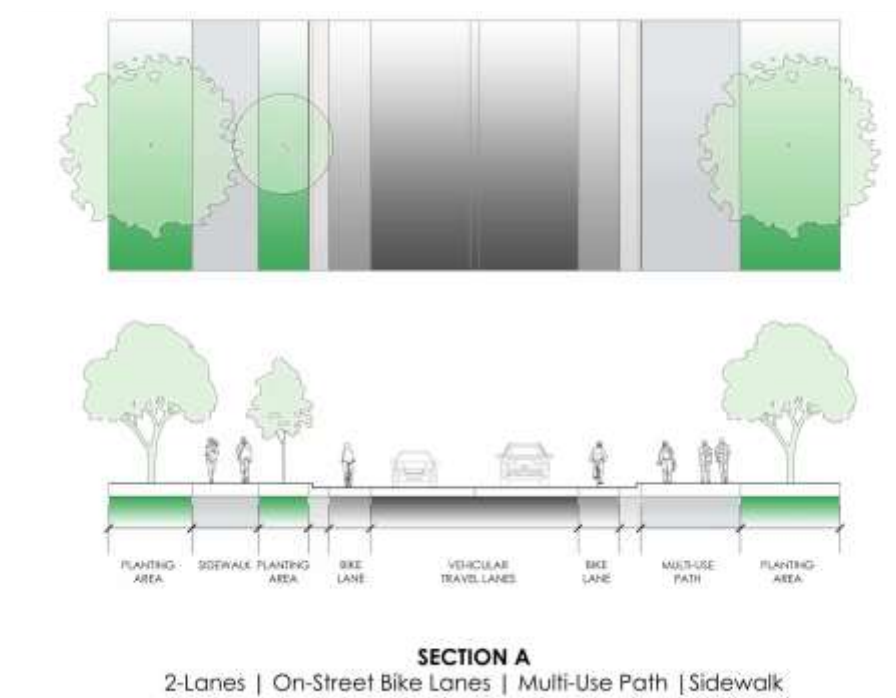 PLANTING AREA
SIDEWALK
PLANTING AREA
BIKE LANE
VEHICULAR TRAVEL LANES
BIKE LANE
MULTI-USE PATH
PLANTING AREA
SECTION A
2-Lanes | On-Street Bike Lanes | Multi-Use Path | Sidewalk